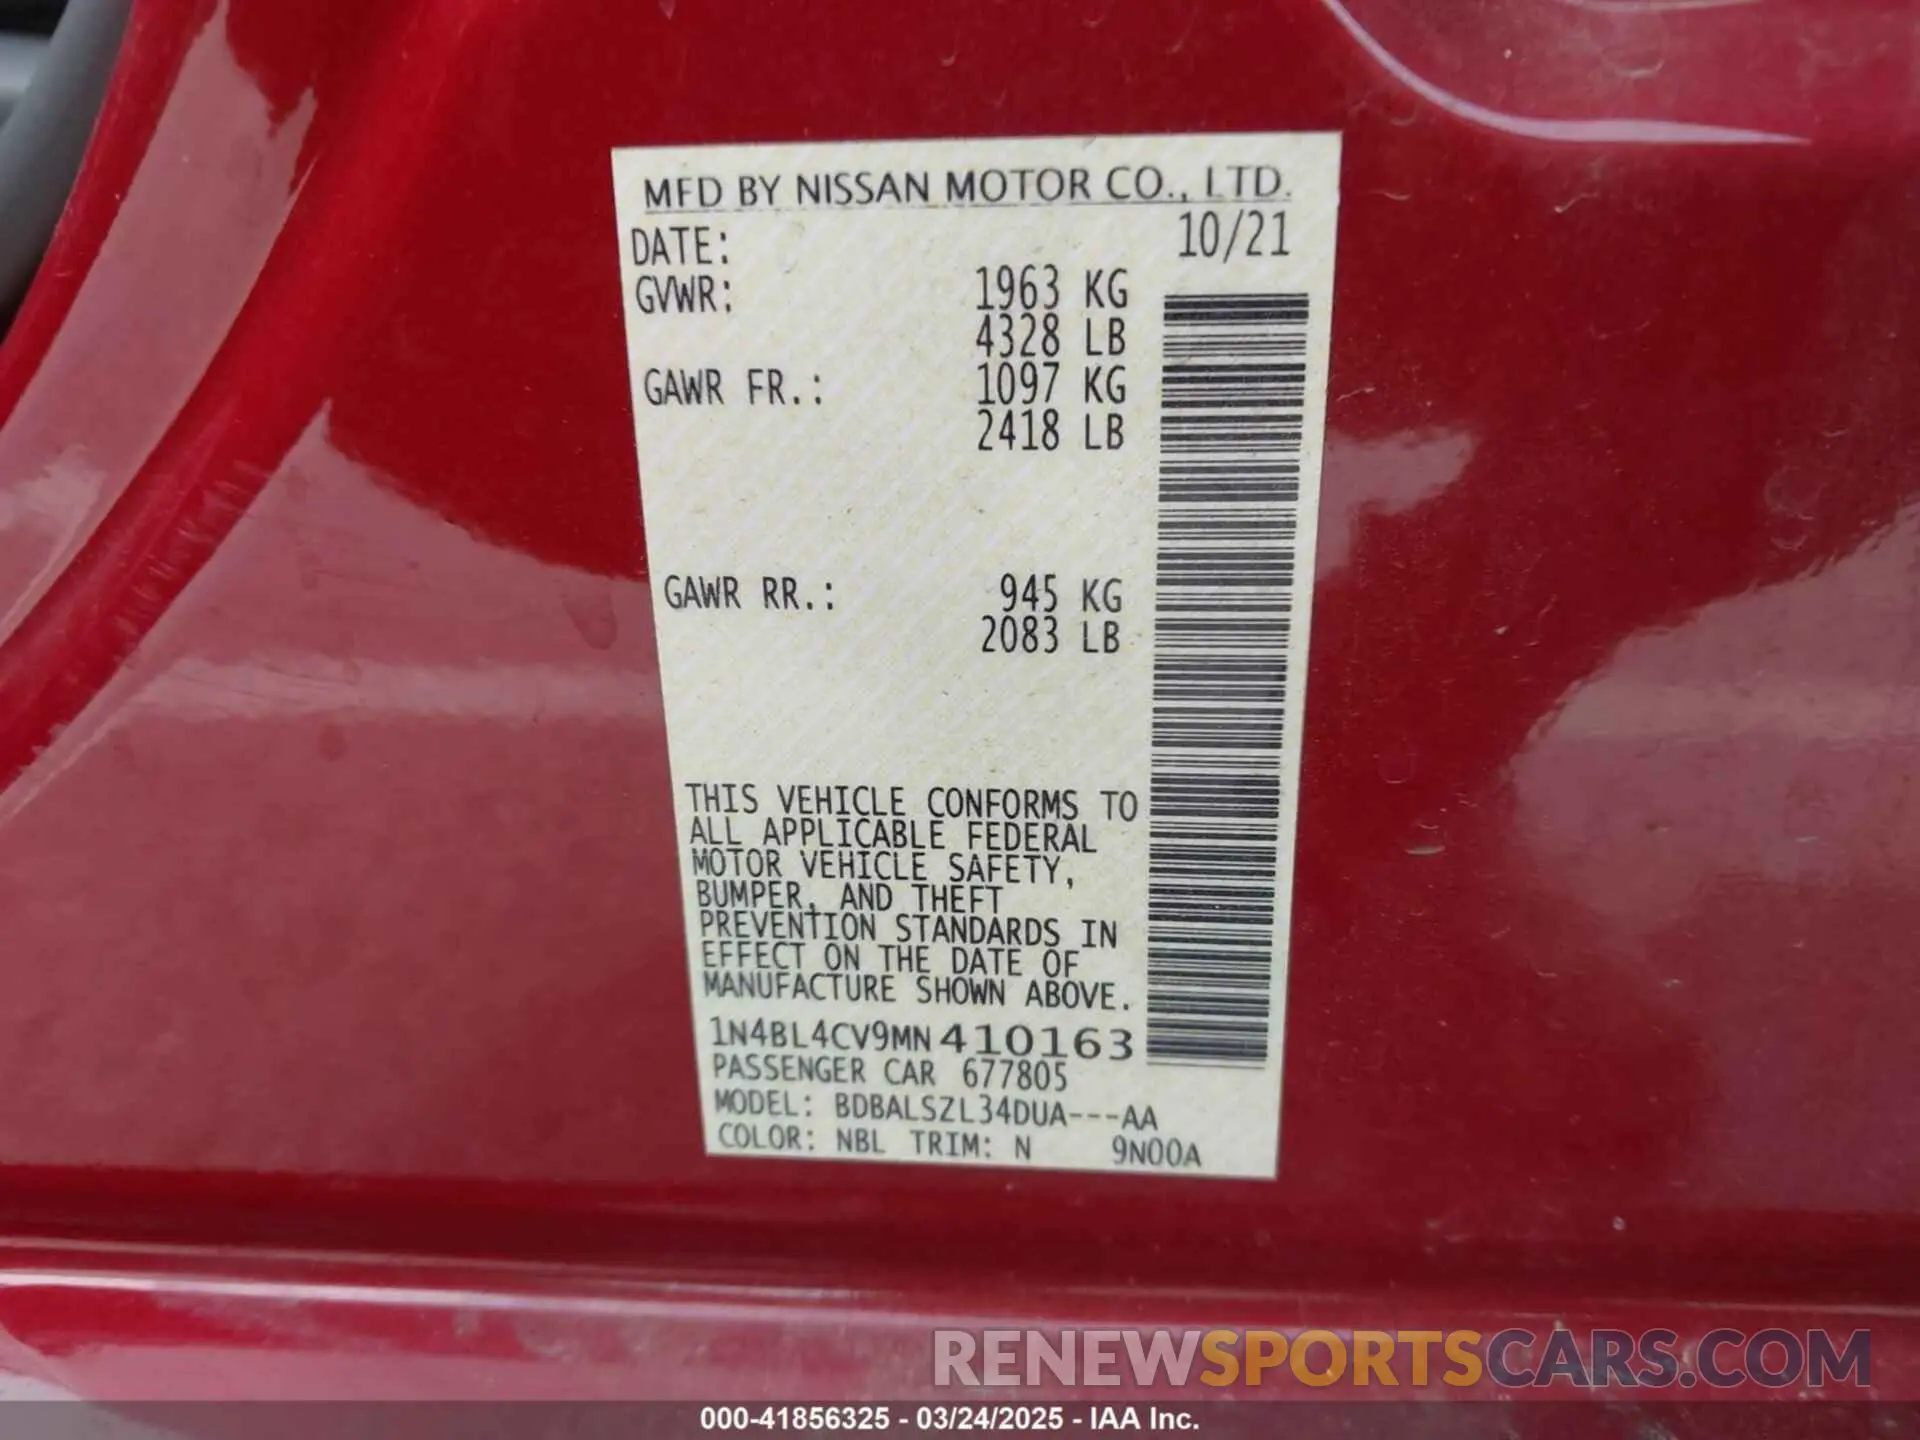 MFD BY NISSAN MOTOR CO., LTD.
DATE: 10/21
GVWR: 1963 KG
4328 LB
GAWR FR.: 1097 KG
2418 LB
GAWR RR.: 945 KG
2083 LB
THIS VEHICLE CONFORMS TO
ALL APPLICABLE FEDERAL
MOTOR VEHICLE SAFETY,
BUMPER, AND THEFT
PREVENTION STANDARDS IN
EFFECT ON THE DATE OF
MANUFACTURE SHOWN ABOVE.
1N4BL4CV9MN410163
PASSENGER CAR 677805
MODEL: BDBALSZL34DUA---AA
COLOR: NBL TRIM: N 9N00A
RENEWSPORTSCARS.COM
000-41856325 - 03/24/2025 - IAA Inc.